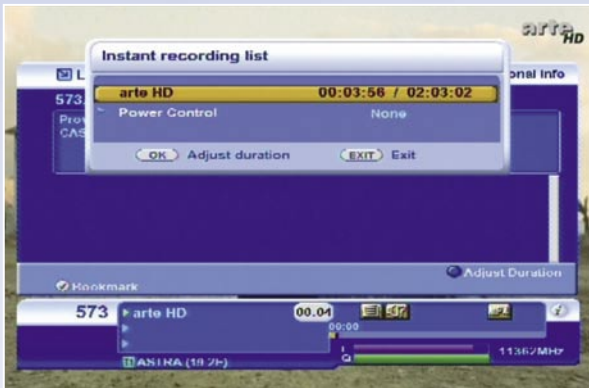 arte HD
Instant recording list
onal Info
arte HD 00:03:56 / 02:03:02
573
Power Control None
OK Adjust duration EXIT Exit
Adjust Duration
Bookmark
573 arte HD 00.04
00:00
ASTRA (19.2E)
11362MHz